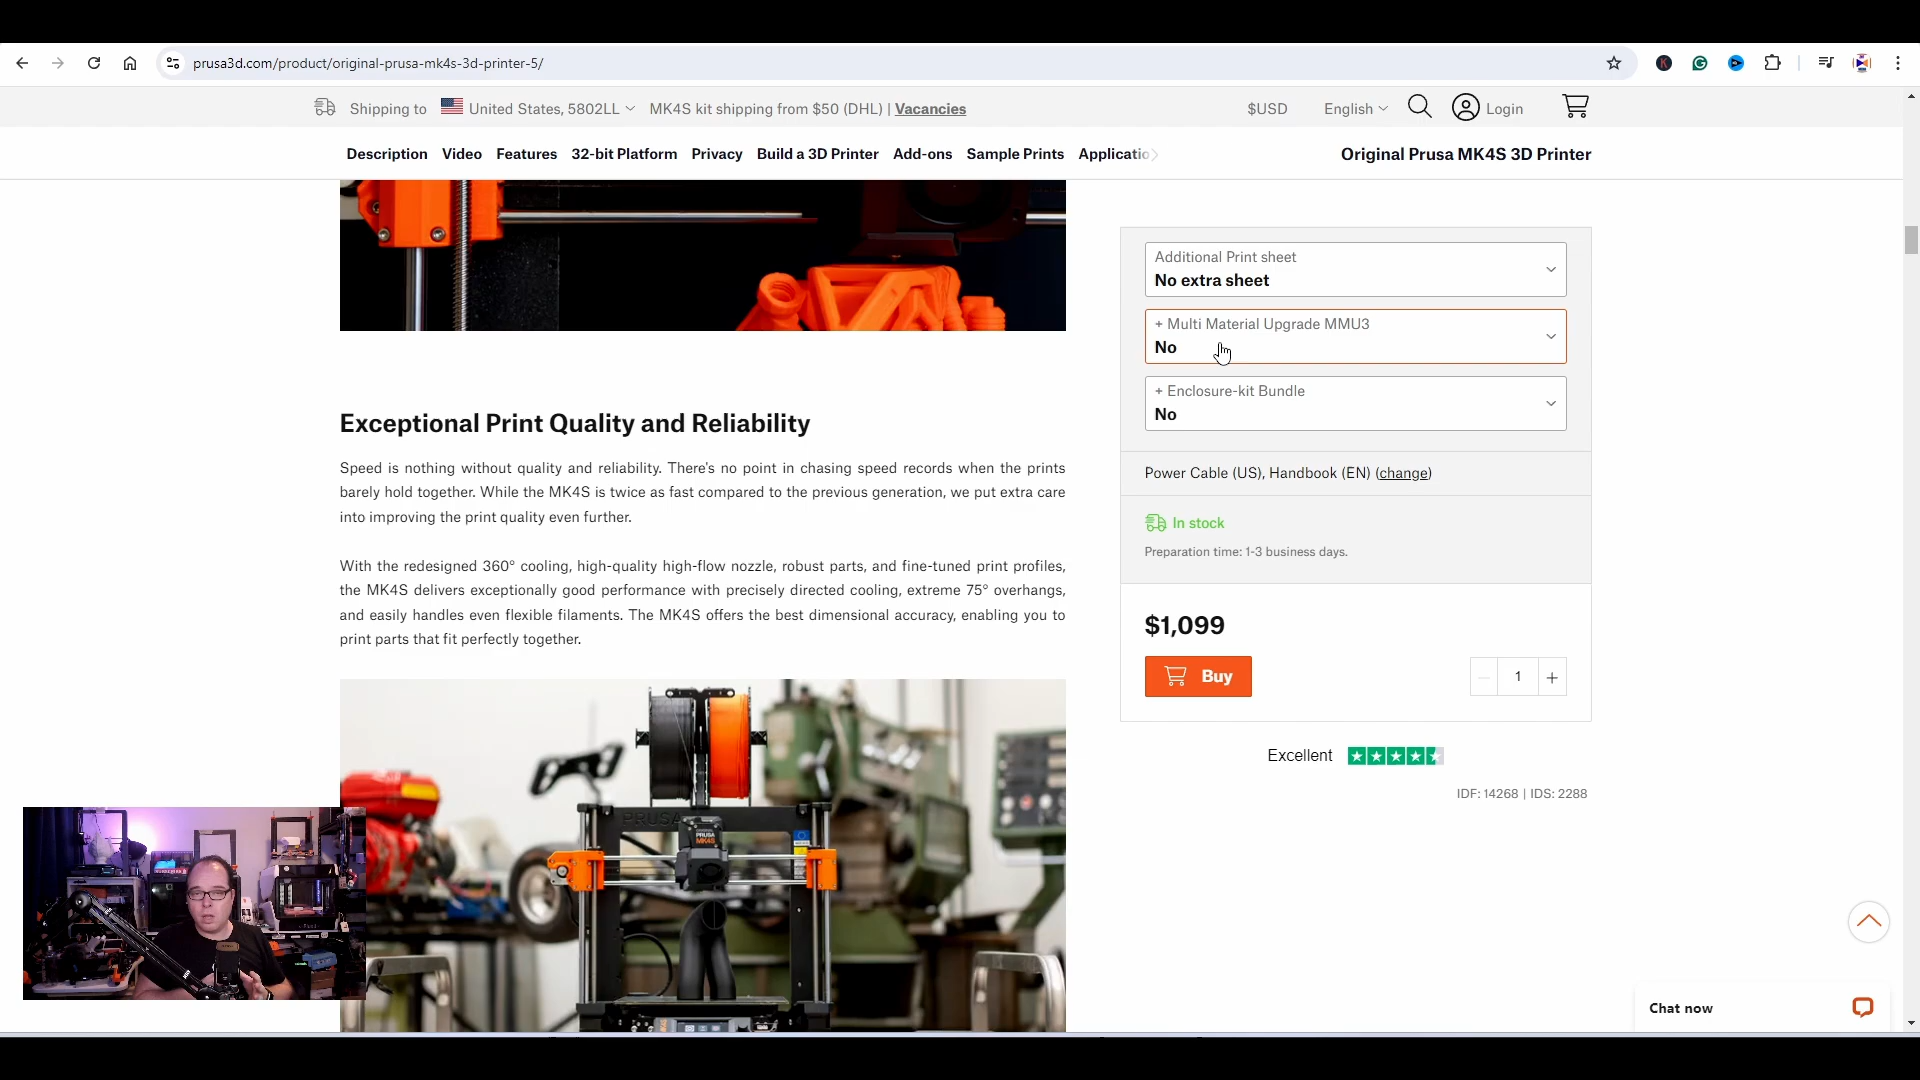 prusa3d.com/product/original-prusa-mk4s-3d-printer-5/
Shipping to United States, 5802LL MK4S kit shipping from $50 (DHL) | Vacancies $USD English Login
Description Video Features 32-bit Platform Privacy Build a 3D Printer Add-ons Sample Prints Applicatio Original Prusa MK4S 3D Printer
Additional Print sheet
No extra sheet
+ Multi Material Upgrade MMU3
No
+ Enclosure-kit Bundle
No
Power Cable (US), Handbook (EN) (change)
In stock
Preparation time: 1-3 business days.
$1,099
Buy
1
Excellent
IDF: 14268 | IDS: 2288
Exceptional Print Quality and Reliability
Speed is nothing without quality and reliability. There's no point in chasing speed records when the prints
barely hold together. While the MK4S is twice as fast compared to the previous generation, we put extra care
into improving the print quality even further.
With the redesigned 360° cooling, high-quality high-flow nozzle, robust parts, and fine-tuned print profiles,
the MK4S delivers exceptionally good performance with precisely directed cooling, extreme 75° overhangs,
and easily handles even flexible filaments. The MK4S offers the best dimensional accuracy, enabling you to
print parts that fit perfectly together.
PRUSA
PRUSA
MK4S
Chat now